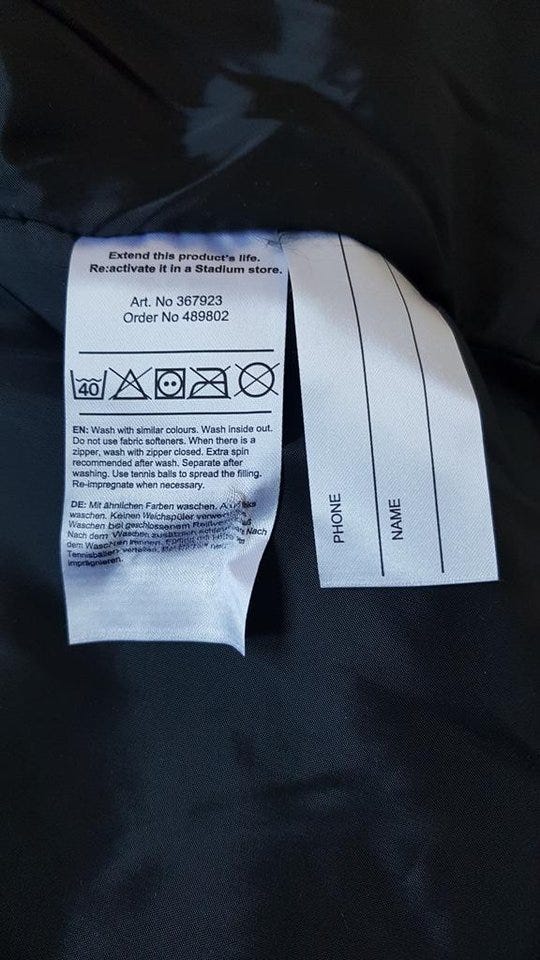 Extend this product's life.
Re:activate it in a Stadium store.
Art. No 367923
Order No 489802
40
EN: Wash with similar colours. Wash inside out.
Do not use fabric softeners. When there is a
zipper, wash with zipper closed. Extra spin
recommended after wash. Separate after
washing. Use tennis balls to spread the filling.
Re-impregnate when necessary.
DE: Mit ähnlichen Farben waschen.
waschen. Keinen Weichspüler
Waschen bei geschlossenem
Nach dem Waschen zusätzlich Nach
dem Waschen
Tennisbällen verteilen.
imprägnieren.
PHONE
NAME